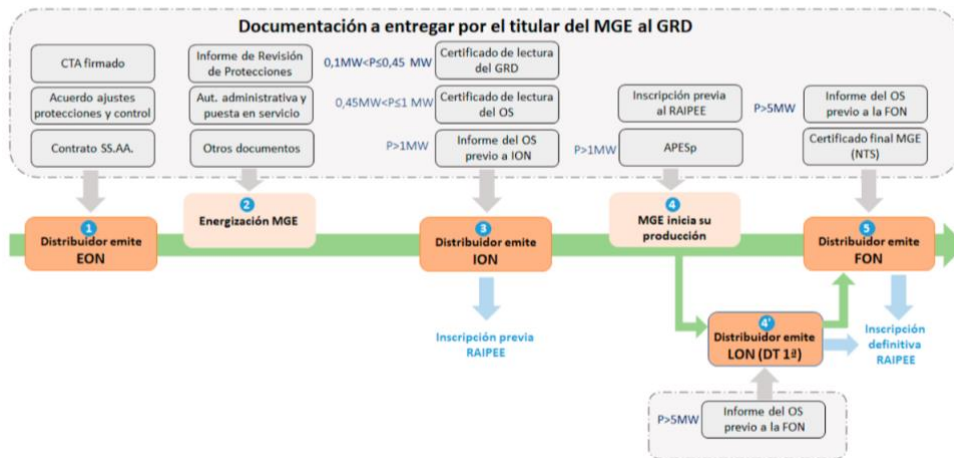 Documentación a entregar por el titular del MGE al GRD
CTA firmado
Acuerdo ajustes
protecciones y control
Contrato SS.AA.
Informe de Revisión
de Protecciones
Aut. administrativa y
puesta en servicio
Otros documentos
0,1MW<P≤0,45 MW
Certificado de lectura
del GRD
0,45MW<P≤1 MW
Certificado de lectura
del OS
P>1MW
Informe del OS
previo a ION
Inscripción previa
al RAIPEE
P>1MW
APESp
P>5MW
Informe del OS
previo a la FON
Certificado final MGE
(NTS)
1
Distribuidor emite
EON
2
Energización MGE
3
Distribuidor emite
ION
4
MGE inicia su
producción
5
Distribuidor emite
FON
Inscripción previa
RAIPEE
4'
Distribuidor emite
LON (DT 1ª)
Inscripción
definitiva
RAIPEE
P>5MW
Informe del OS
previo a la FON